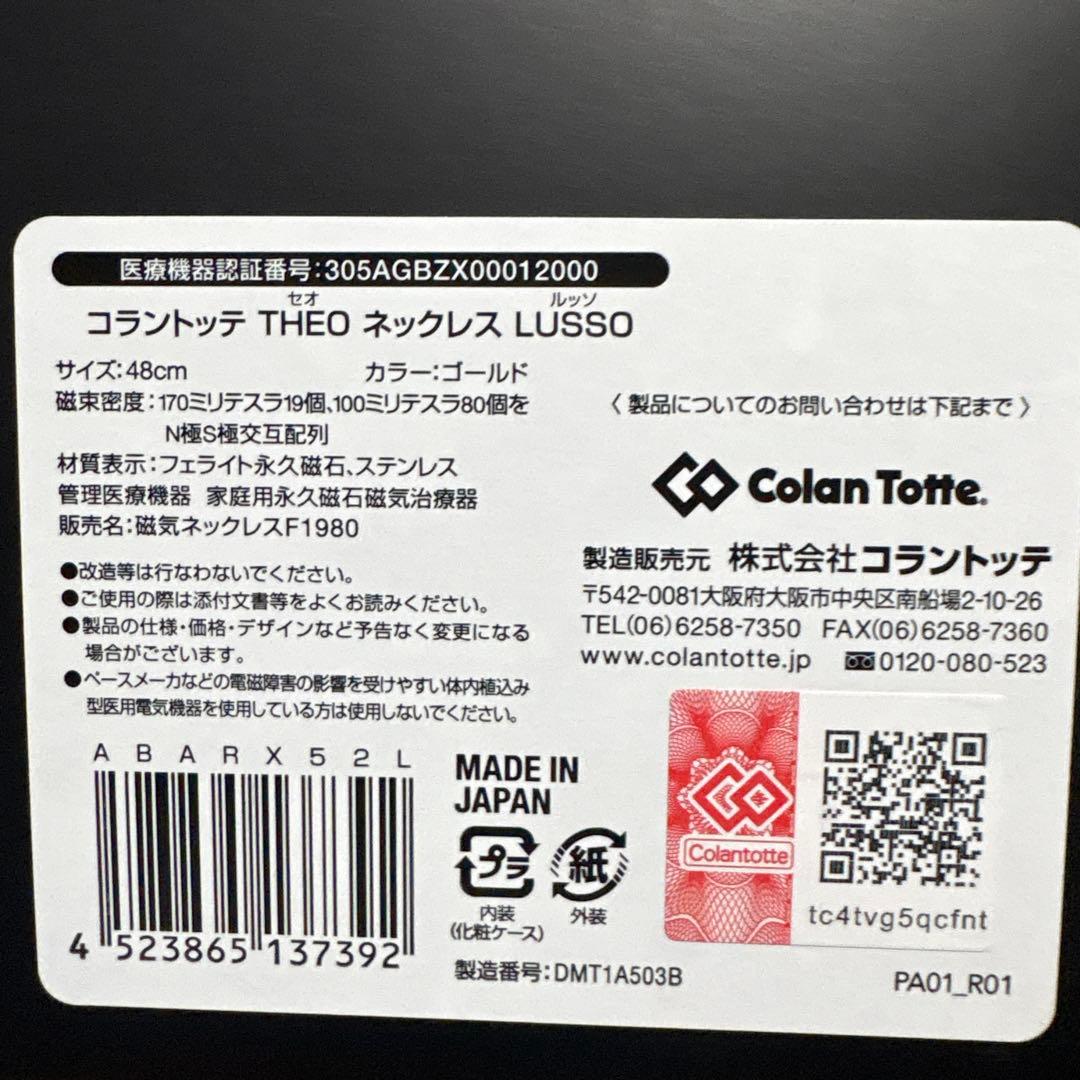 医療機器認証番号:305AGBZX00012000
セオ ルッソ
コラントッテ THEO ネックレス LUSSO
サイズ:48cm カラー:ゴールド
磁束密度:170ミリテスラ19個、100ミリテスラ80個を
N極S極交互配列
材質表示:フェライト永久磁石、ステンレス
管理医療機器 家庭用永久磁石磁気治療器
販売名:磁気ネックレスF1980
●改造等は行なわないでください。
●ご使用の際は添付文書等をよくお読みください。
●製品の仕様・価格・デザインなど予告なく変更になる
場合がございます。
●ペースメーカなどの電磁障害の影響を受けやすい体内植込み
型医用電気機器を使用している方は使用しないでください。
〈 製品についてのお問い合わせは下記まで 〉
Colan Totte.
製造販売元 株式会社コラントッテ
〒542-0081大阪府大阪市中央区南船場2-10-26
TEL(06)6258-7350 FAX(06)6258-7360
www.colantotte.jp 0120-080-523
ABARX52L
4 523865 137392
MADE IN
JAPAN
プラ 紙
内装 外装
(化粧ケース)
製造番号:DMT1A503B
Colantotte
tc4tvg5qcfnt
PA01_R01